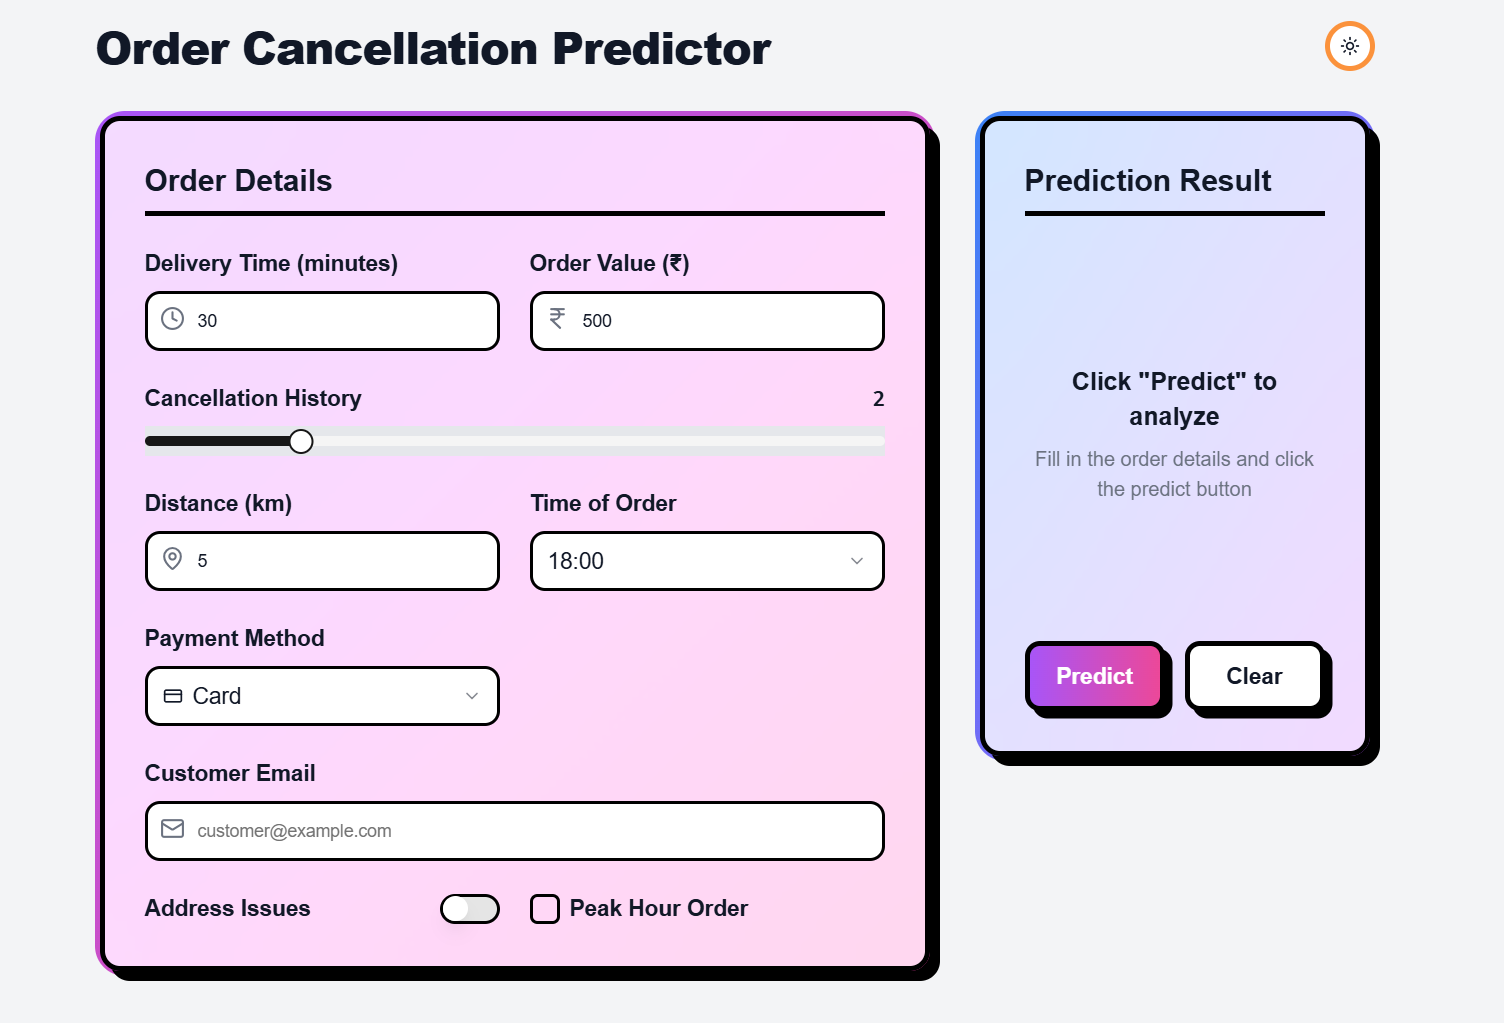 Order Cancellation Predictor
Order Details
Delivery Time (minutes)
Order Value (₹)
30
₹ 500
Cancellation History
2
Distance (km)
Time of Order
5
18:00
Payment Method
Card
Customer Email
customer@example.com
Address Issues
Peak Hour Order
Prediction Result
Click "Predict" to
analyze
Fill in the order details and click
the predict button
Predict
Clear